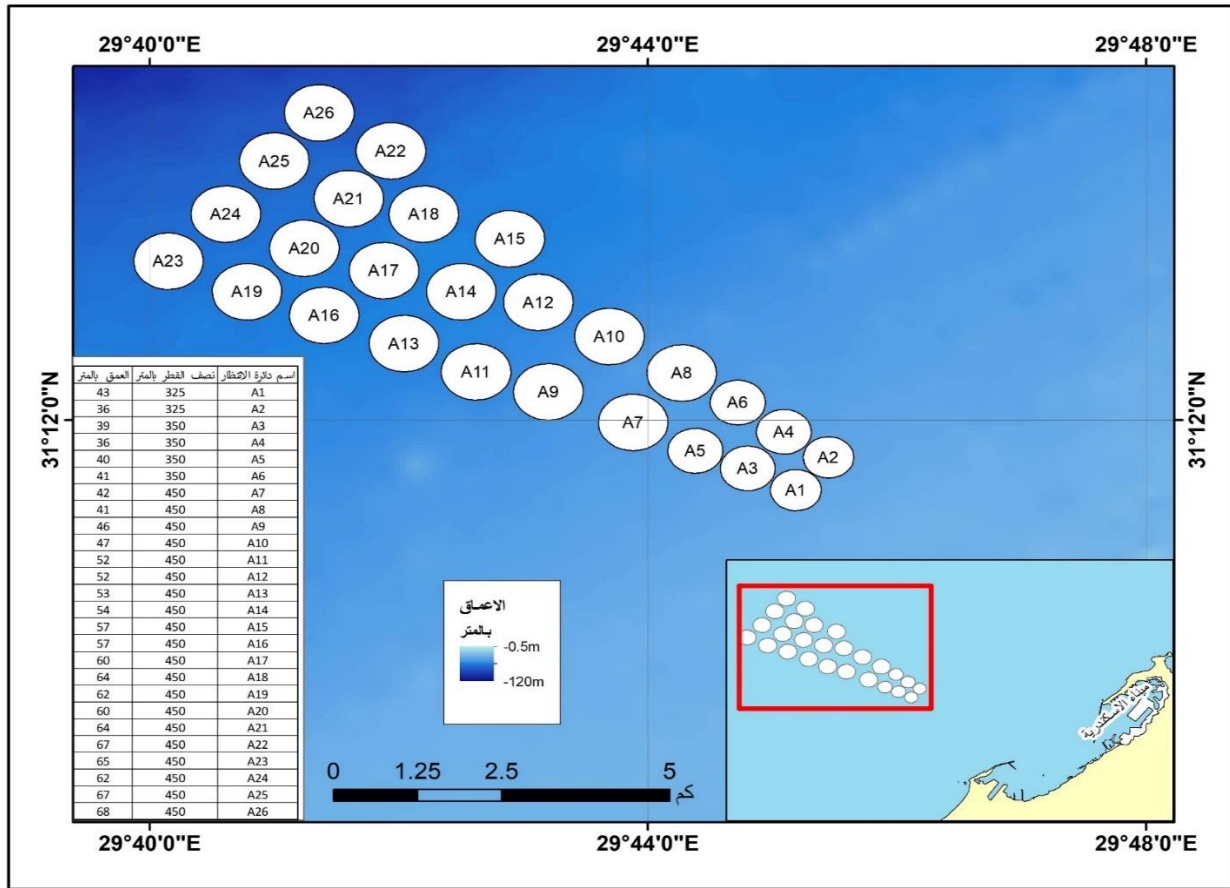 29°40'0"E 29°44'0"E 29°48'0"E
A26
A22
A25
A21
A24 A18
A15
A20
A23
A17
A19 A14
A12
A16
A10
A13
A11 A8
A9
A6
A7 A4
A5 A2
A3
A1
31°12'0"N 31°12'0"N
اسم دائرة الانتظار نصف القطر بالمتر العمق بالمتر
A1 325 43
A2 325 36
A3 350 39
A4 350 36
A5 350 40
A6 350 41
A7 450 42
A8 450 41
A9 450 46
A10 450 47
A11 450 52
A12 450 52
A13 450 53
A14 450 54
A15 450 57
A16 450 57
A17 450 60
A18 450 64
A19 450 62
A20 450 60
A21 450 64
A22 450 67
A23 450 65
A24 450 62
A25 450 67
A26 450 68
الاعماق
بالمتر
-0.5m
-120m
0 1.25 2.5 5
كم
ميناء الاسكندرية
29°40'0"E 29°44'0"E 29°48'0"E